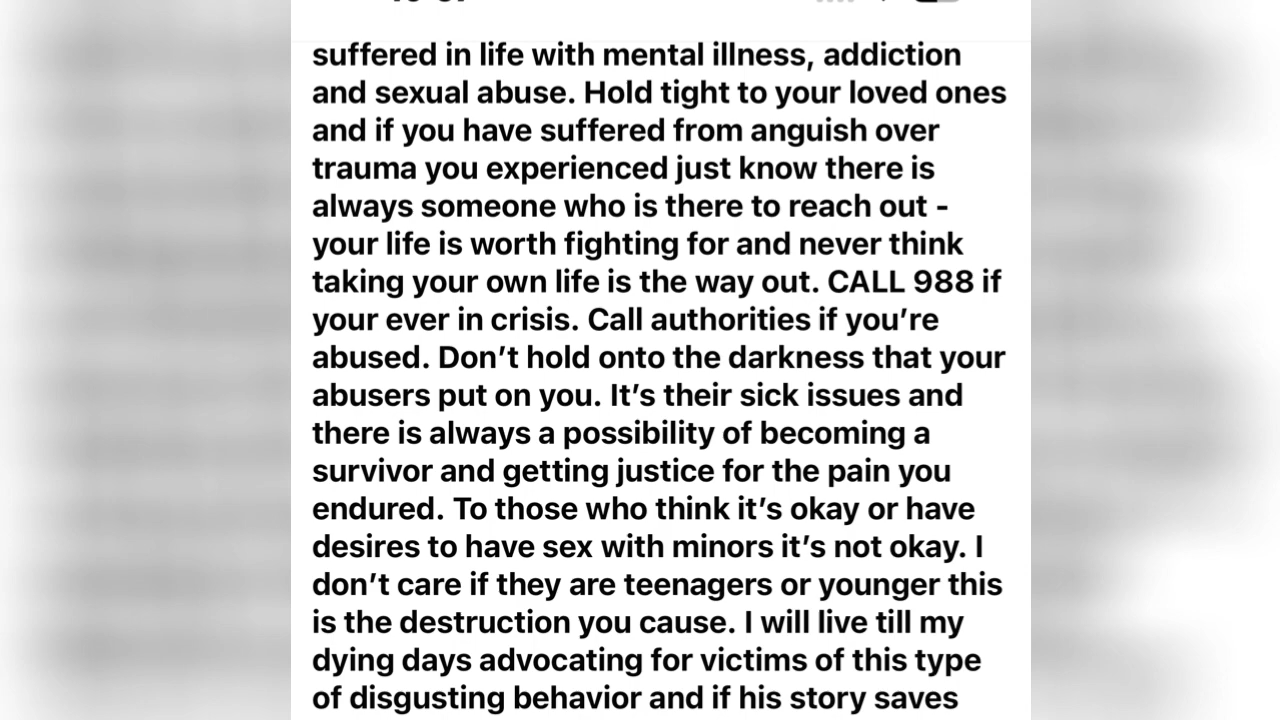 suffered in life with mental illness, addiction
and sexual abuse. Hold tight to your loved ones
and if you have suffered from anguish over
trauma you experienced just know there is
always someone who is there to reach out -
your life is worth fighting for and never think
taking your own life is the way out. CALL 988 if
your ever in crisis. Call authorities if you’re
abused. Don’t hold onto the darkness that your
abusers put on you. It’s their sick issues and
there is always a possibility of becoming a
survivor and getting justice for the pain you
endured. To those who think it’s okay or have
desires to have sex with minors it’s not okay. I
don’t care if they are teenagers or younger this
is the destruction you cause. I will live till my
dying days advocating for victims of this type
of disgusting behavior and if his story saves